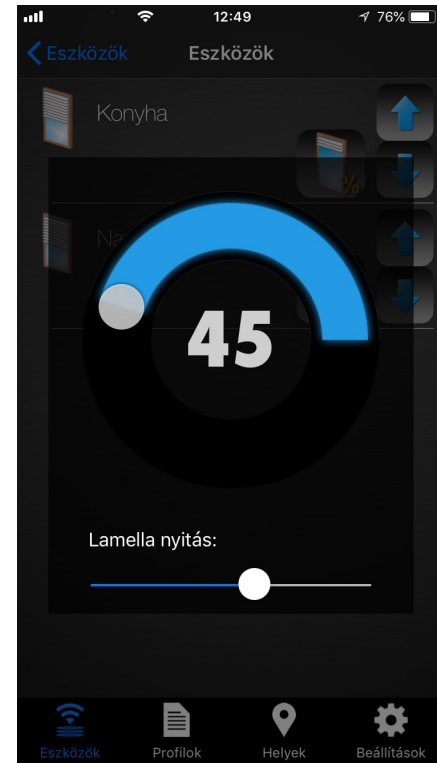 12:49
76%
Eszközök
Eszközök
Konyha
%
45
Lamella nyitás:
Eszközök
Profilok
Helyek
Beállítások